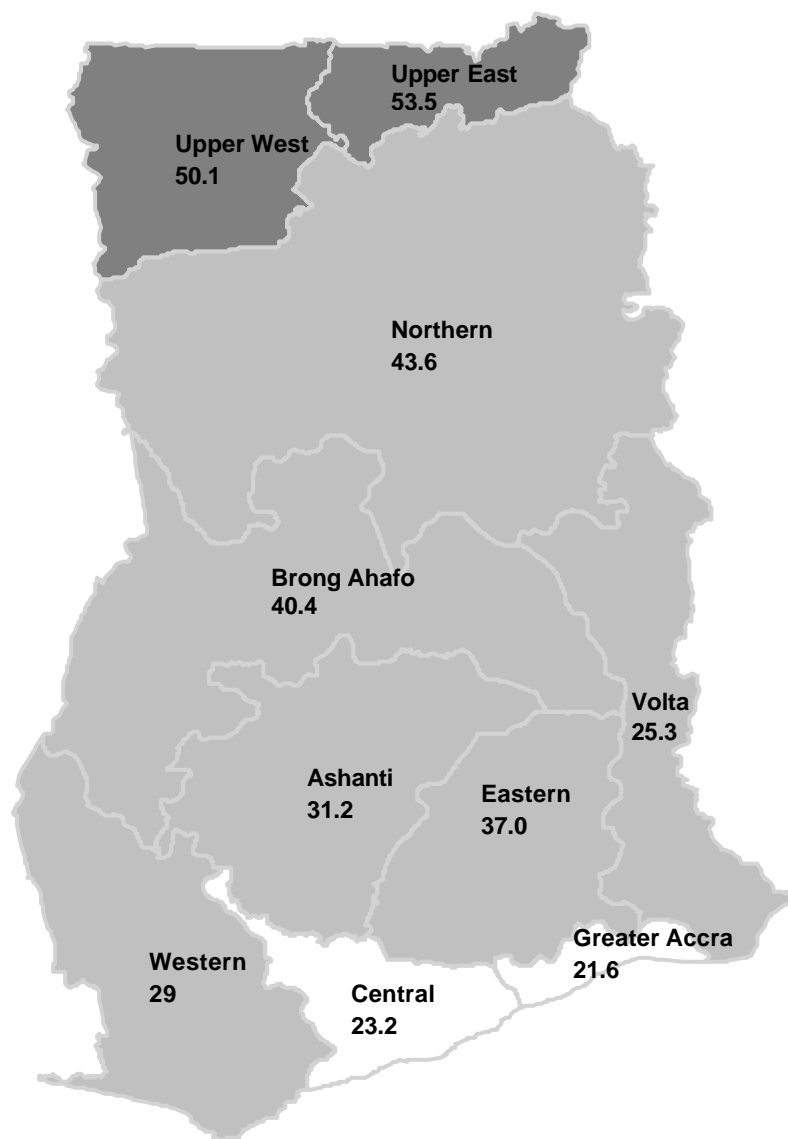 Upper East
53.5
Upper West
50.1
Northern
43.6
Brong Ahafo
40.4
Volta
25.3
Ashanti
31.2
Eastern
37.0
Greater Accra
21.6
Western
29
Central
23.2